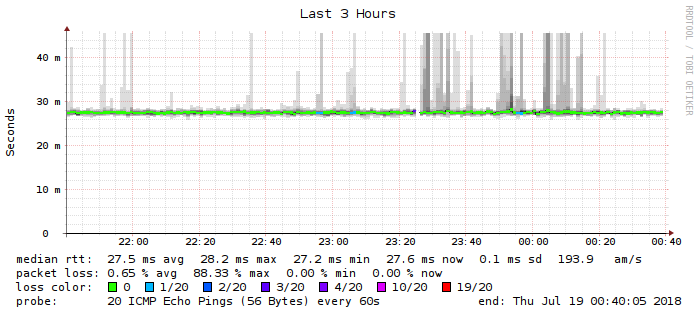 Last 3 Hours
RRDTOOL / TOBI OETIKER
Seconds
40 m
30 m
20 m
10 m
0
22:00 22:20 22:40 23:00 23:20 23:40 00:00 00:20 00:40
median rtt: 27.5 ms avg 28.2 ms max 27.2 ms min 27.6 ms now 0.1 ms sd 193.9 am/s
packet loss: 0.65 % avg 88.33 % max 0.00 % min 0.00 % now
loss color: 0 1/20 2/20 3/20 4/20 10/20 19/20
probe: 20 ICMP Echo Pings (56 Bytes) every 60s end: Thu Jul 19 00:40:05 2018